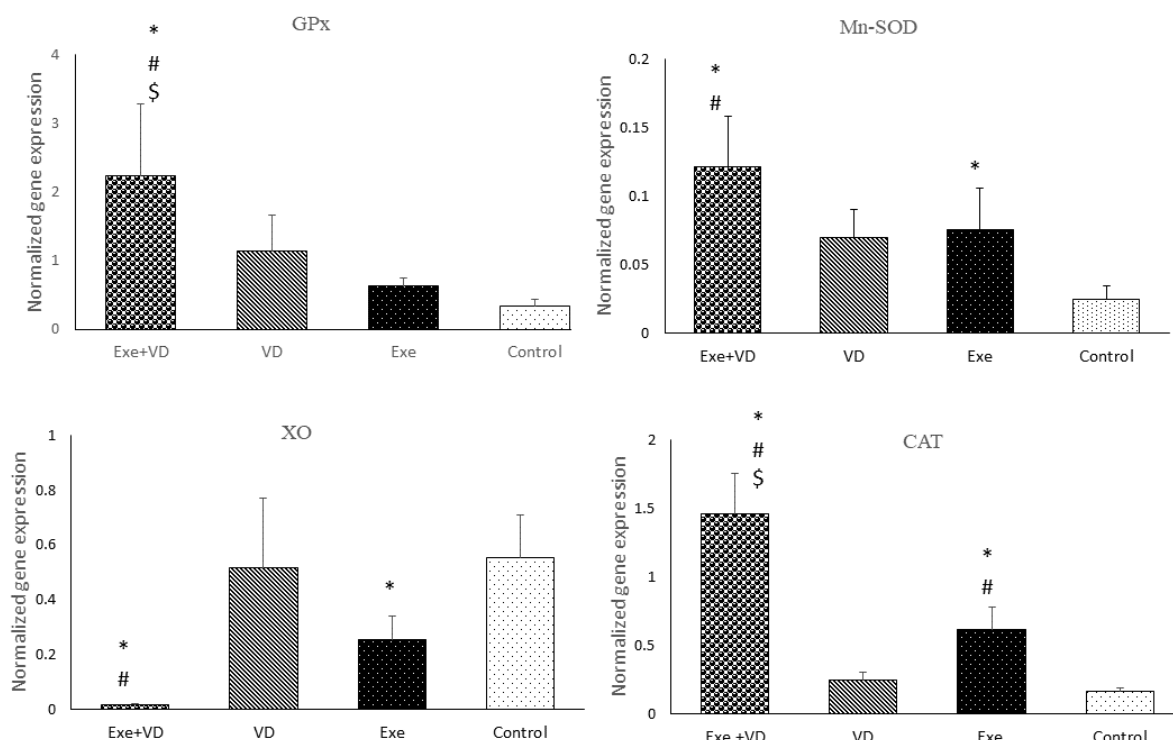 GPx
Normalized gene expression
4
3
2
1
0
*
#
$
Exe+VD VD Exe Control
Mn-SOD
Normalized gene expression
0.2
0.15
0.1
0.05
0
*
#
*
Exe+VD VD Exe Control
XO
Normalized gene expression
1
0.8
0.6
0.4
0.2
0
*
#
*
Exe+VD VD Exe Control
CAT
Normalized gene expression
2
1.5
1
0.5
0
*
#
$
*
#
Exe +VD VD Exe Control